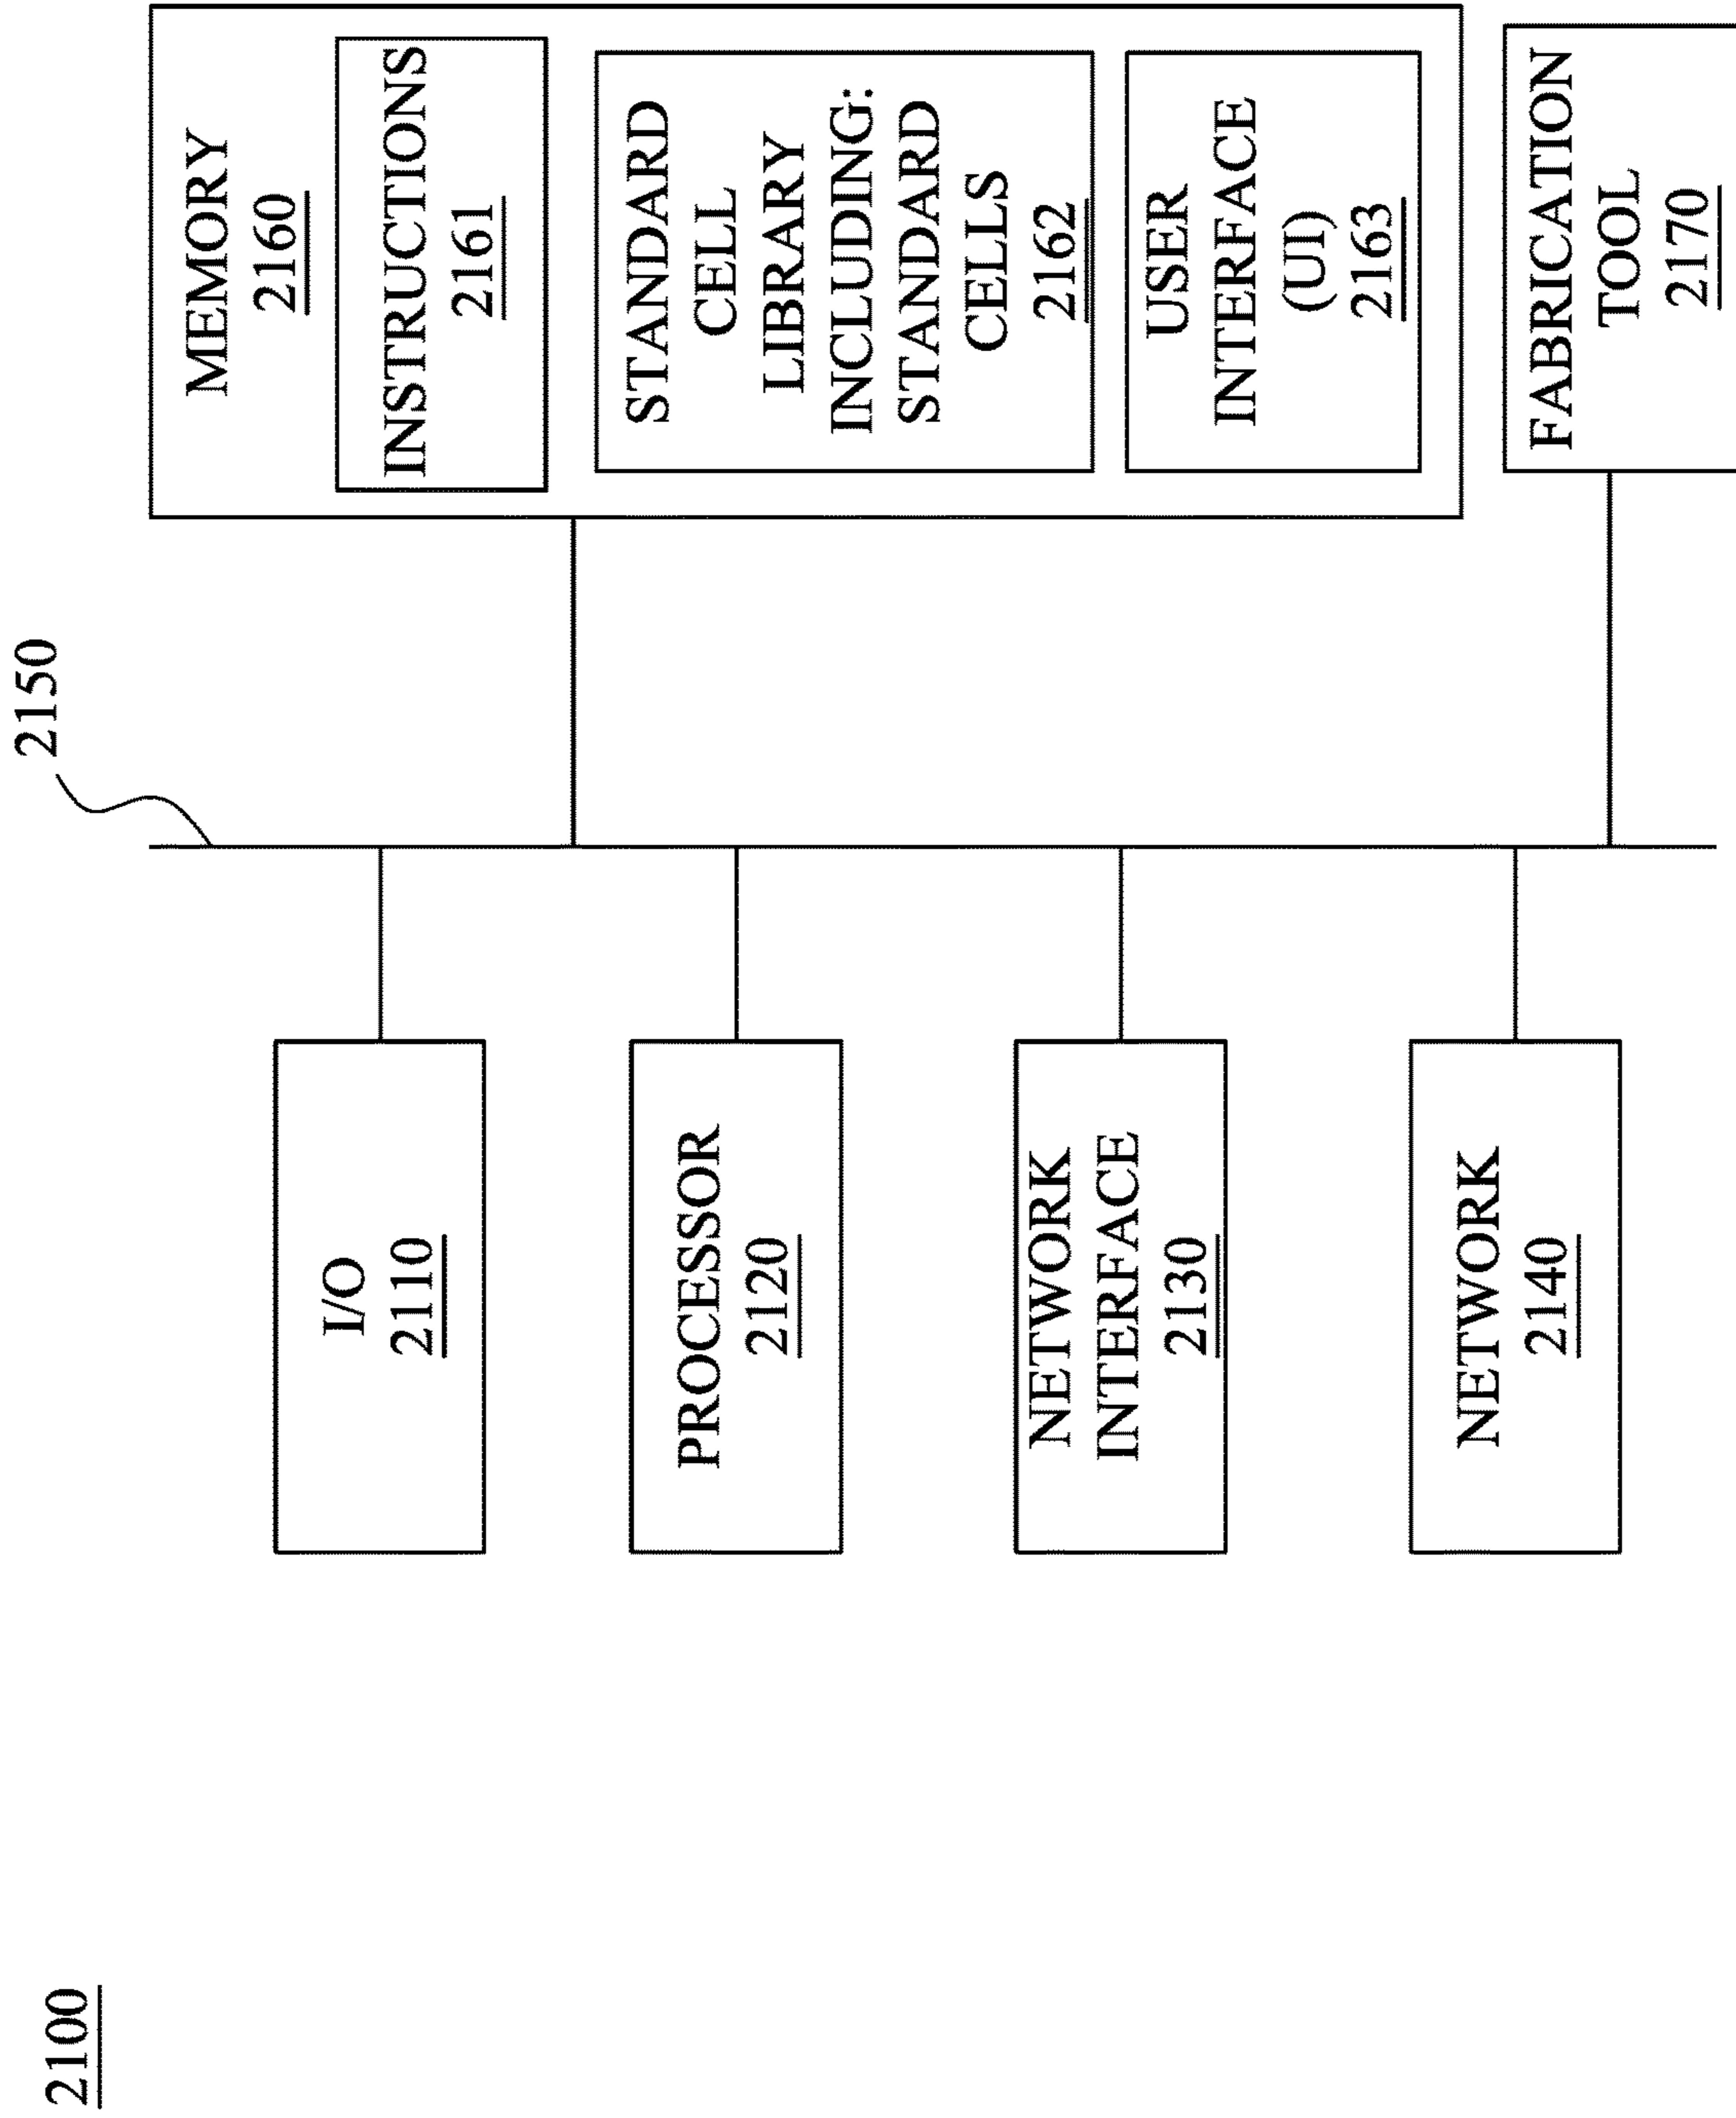 2100
2150
I/O
2110
PROCESSOR
2120
NETWORK
INTERFACE
2130
NETWORK
2140
MEMORY
2160
INSTRUCTIONS
2161
STANDARD
CELL
LIBRARY
INCLUDING:
STANDARD
CELLS
2162
USER
INTERFACE
(UI)
2163
FABRICATION
TOOL
2170